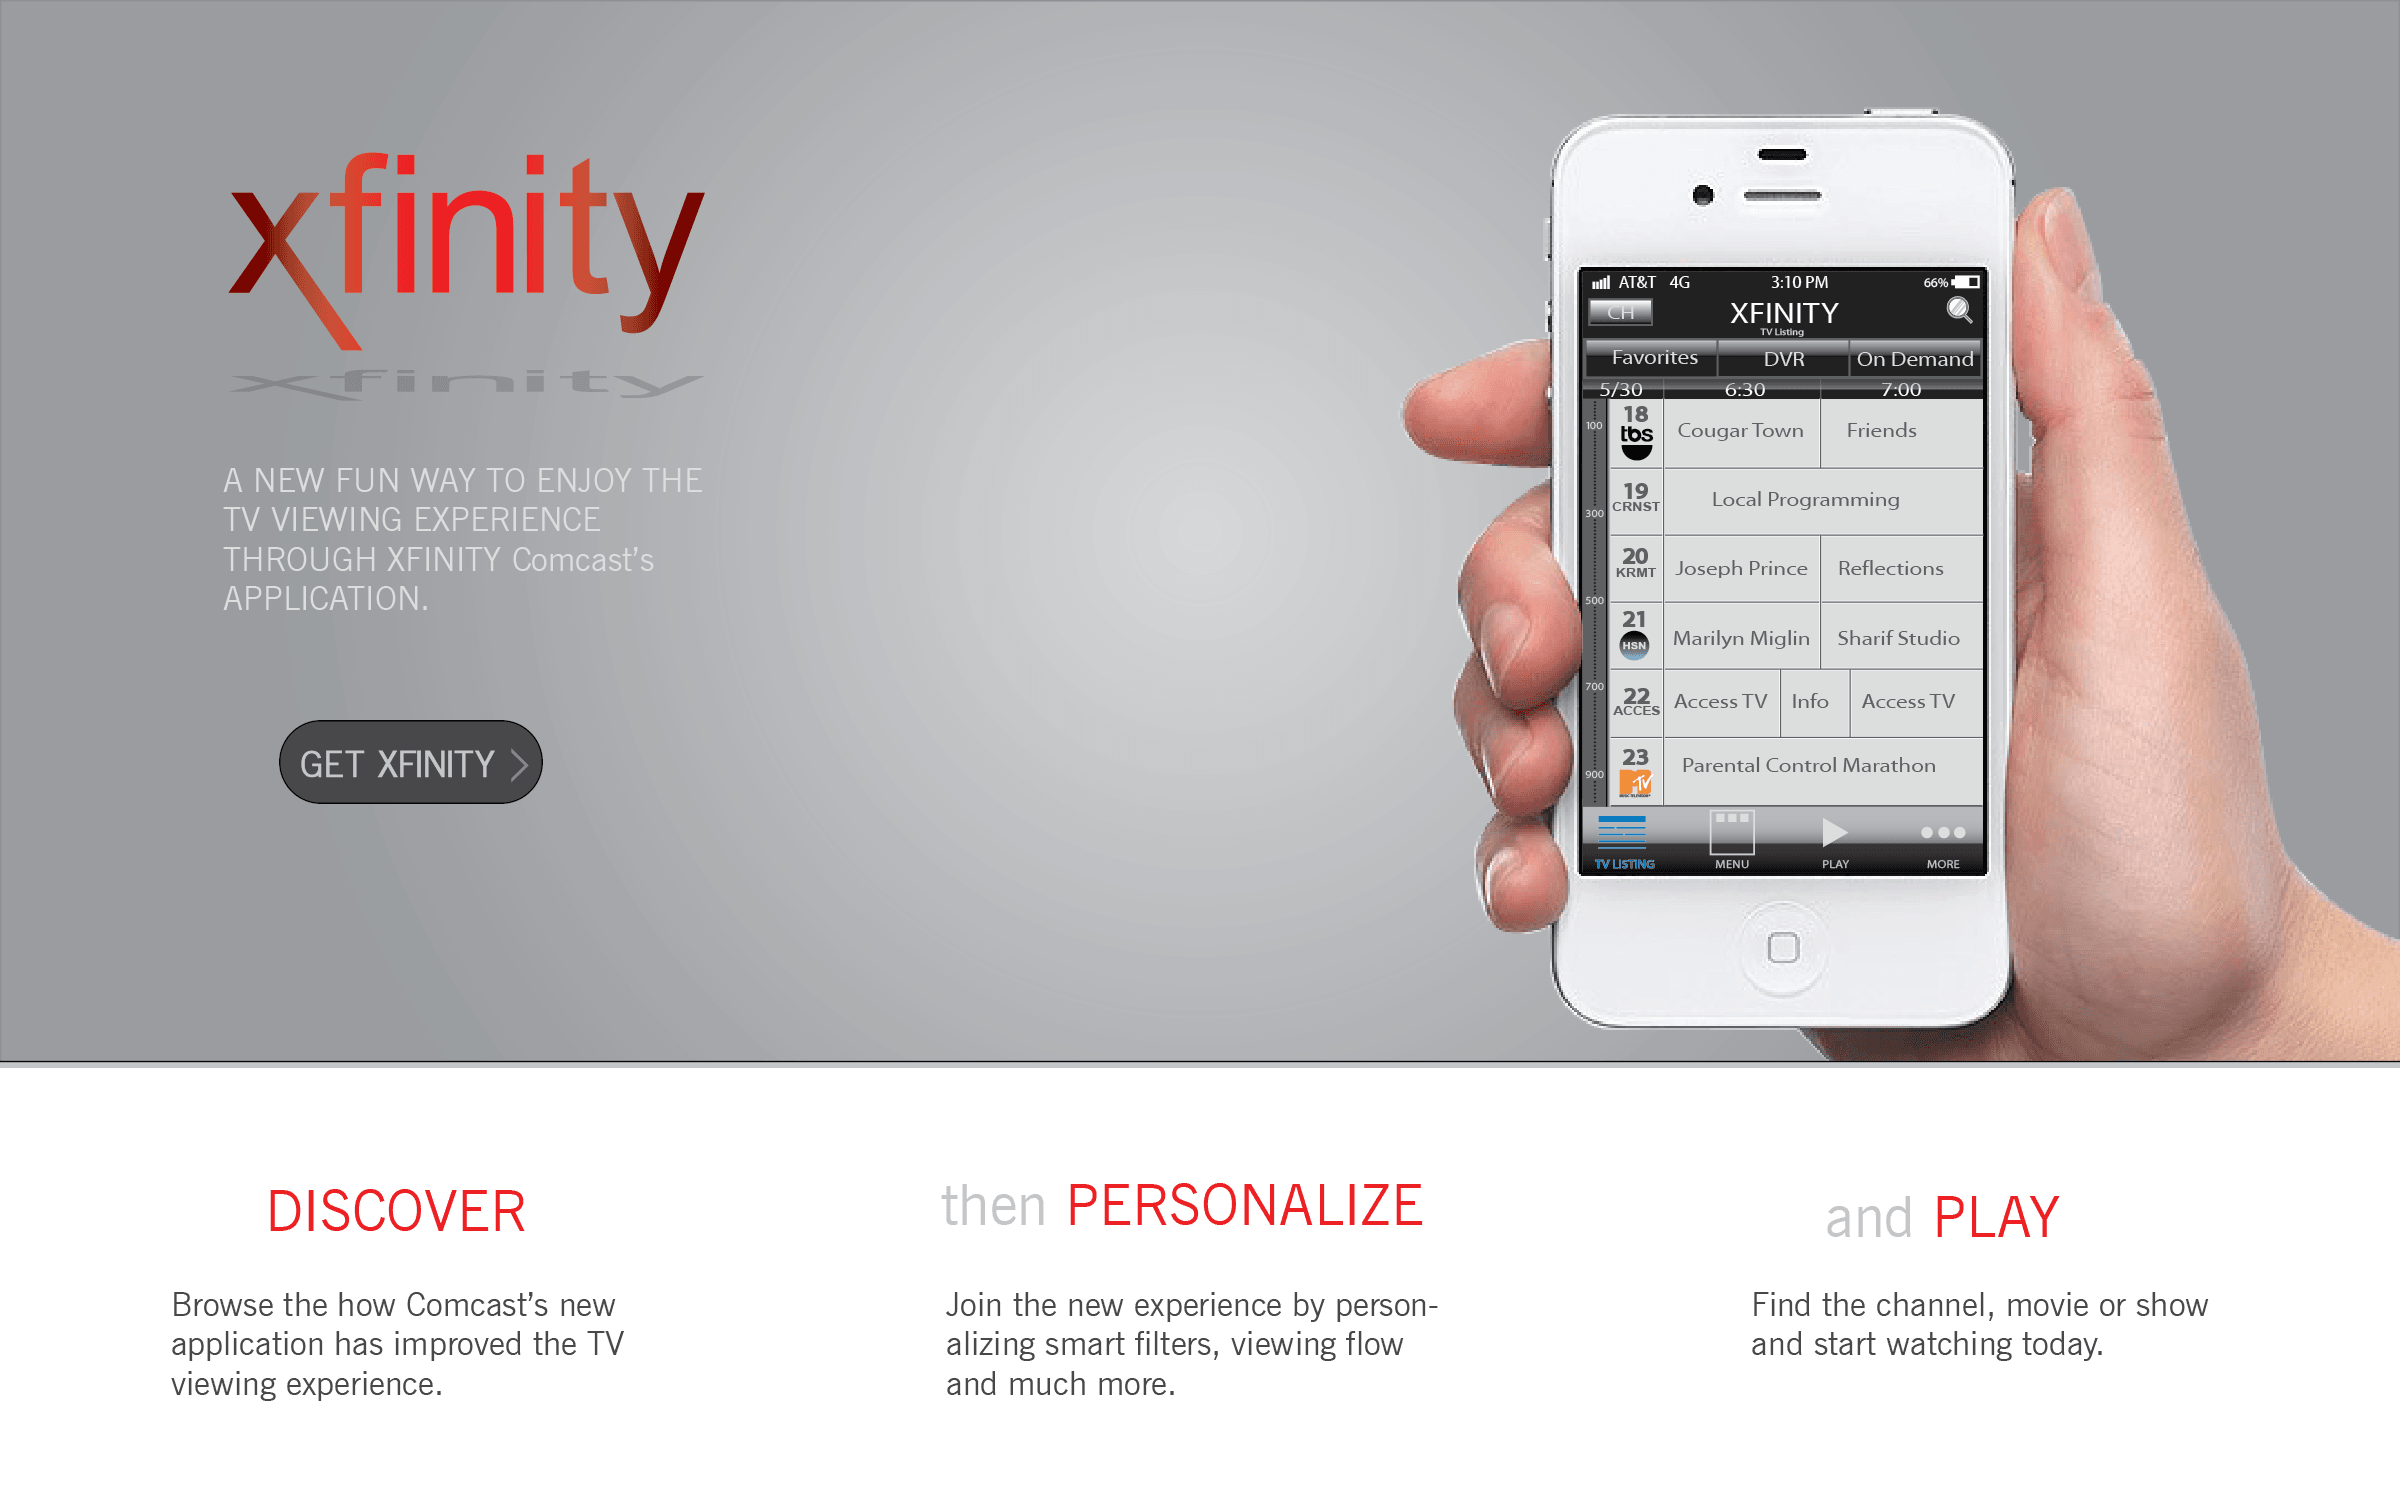 xfinity
A NEW FUN WAY TO ENJOY THE
TV VIEWING EXPERIENCE
THROUGH XFINITY Comcast's
APPLICATION.
GET XFINITY
AT&T 4G 3:10 PM 66%
CH XFINITY
TV Listing
Favorites DVR On Demand
5/30 6:30 7:00
100
18 tbs Cougar Town Friends
300
19 CRNST Local Programming
20 KRMT Joseph Prince Reflections
500
21 HSN Marilyn Miglin Sharif Studio
700
22 ACCES Access TV Info Access TV
900
23 MTV Parental Control Marathon
TV LISTING MENU PLAY MORE
DISCOVER
Browse the how Comcast's new
application has improved the TV
viewing experience.
then PERSONALIZE
Join the new experience by person-
alizing smart filters, viewing flow
and much more.
and PLAY
Find the channel, movie or show
and start watching today.